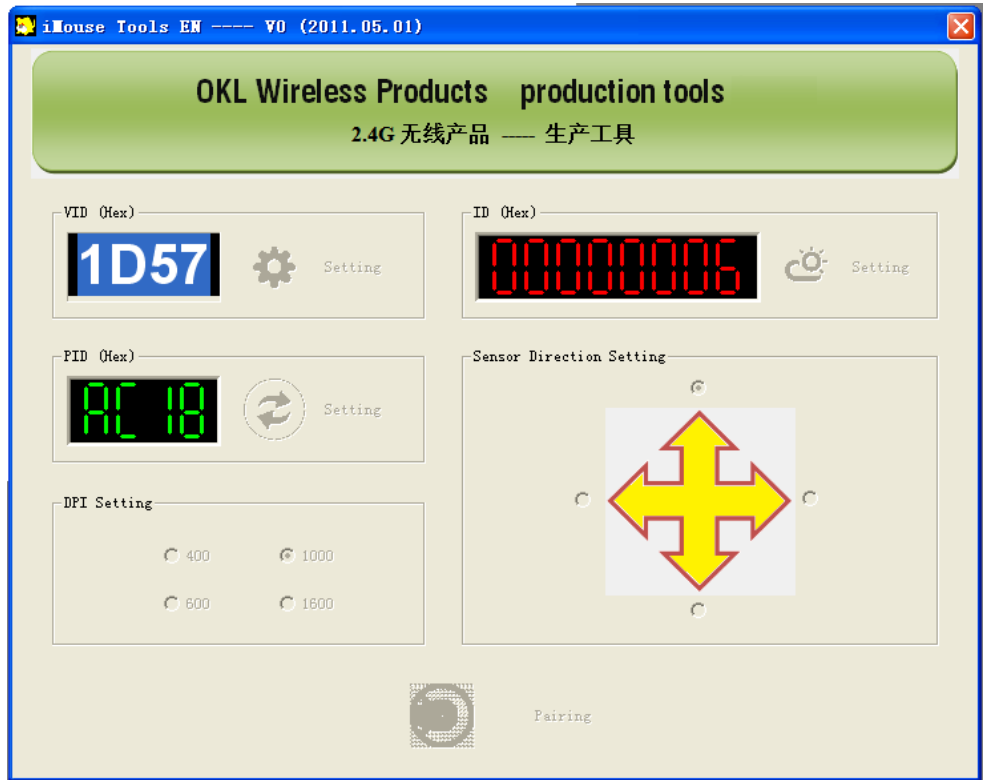 iMouse Tools EN ---- V0 (2011.05.01)
OKL Wireless Products production tools
2.4G 无线产品 ----- 生产工具
VID (Hex)
1D57
Setting
ID (Hex)
00000006
Setting
PID (Hex)
AC18
Setting
Sensor Direction Setting
DPI Setting
400
1000
600
1600
Pairing